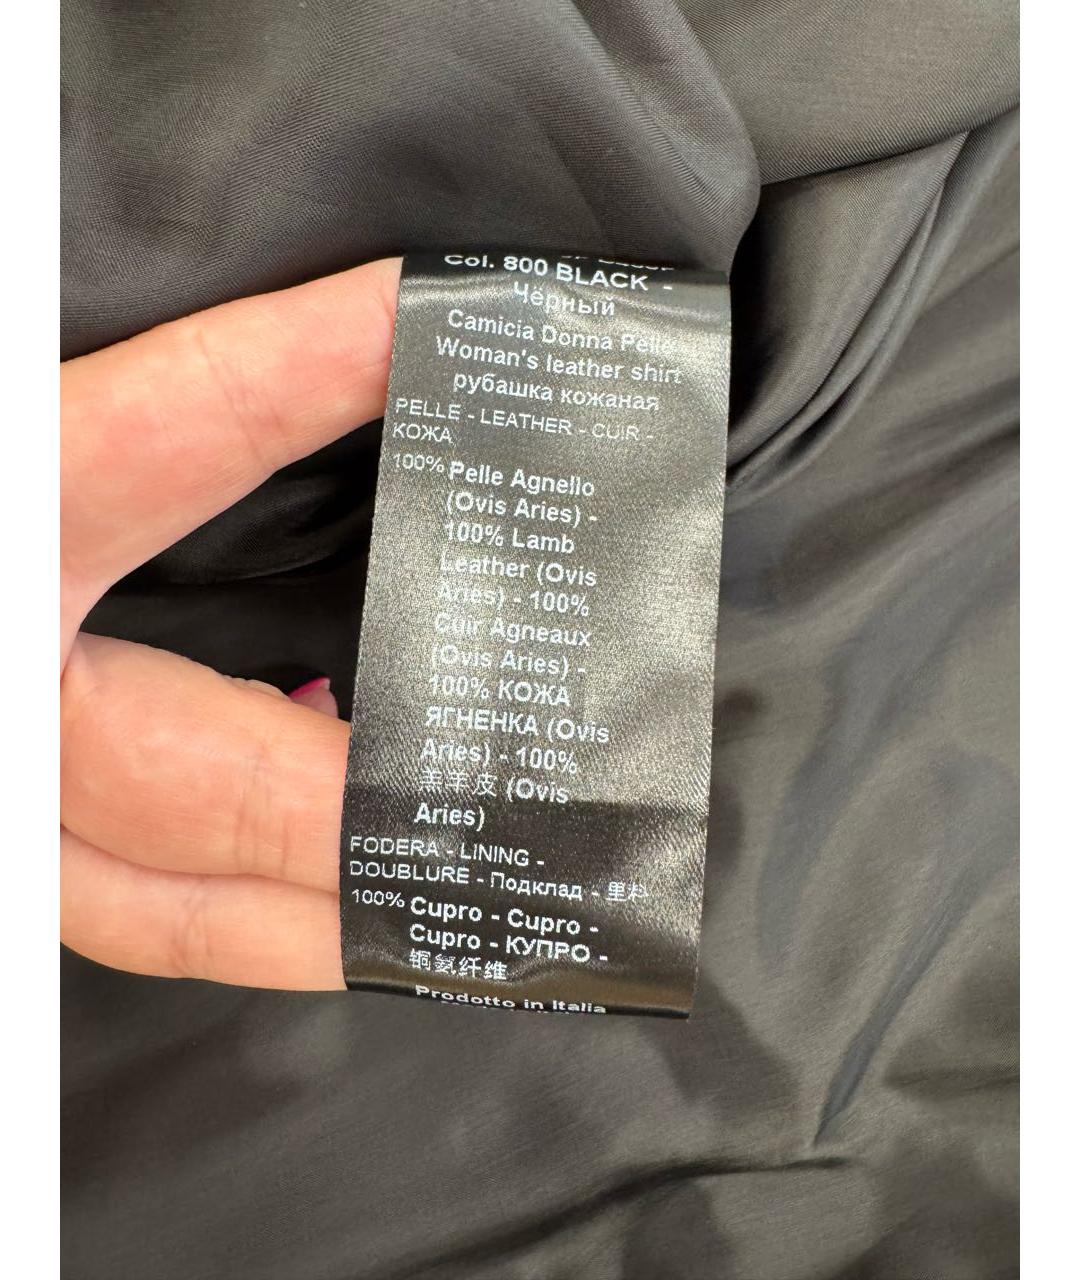 Col. 800 BLACK -
Чёрный
Camicia Donna Pelle
Woman's leather shirt
рубашка кожаная
PELLE - LEATHER - CUIR -
КОЖА
100% Pelle Agnello
(Ovis Aries) -
100% Lamb
Leather (Ovis
Aries) - 100%
Cuir Agneaux
(Ovis Aries) -
100% КОЖА
ЯГНЕНКА (Ovis
Aries) - 100%
羊皮 (Ovis
Aries)
FODERA - LINING -
DOUBLURE - Подклад - 里料
100% Cupro - Cupro -
Cupro - КУПРО -
铜氨纤维
Prodotto in Italia